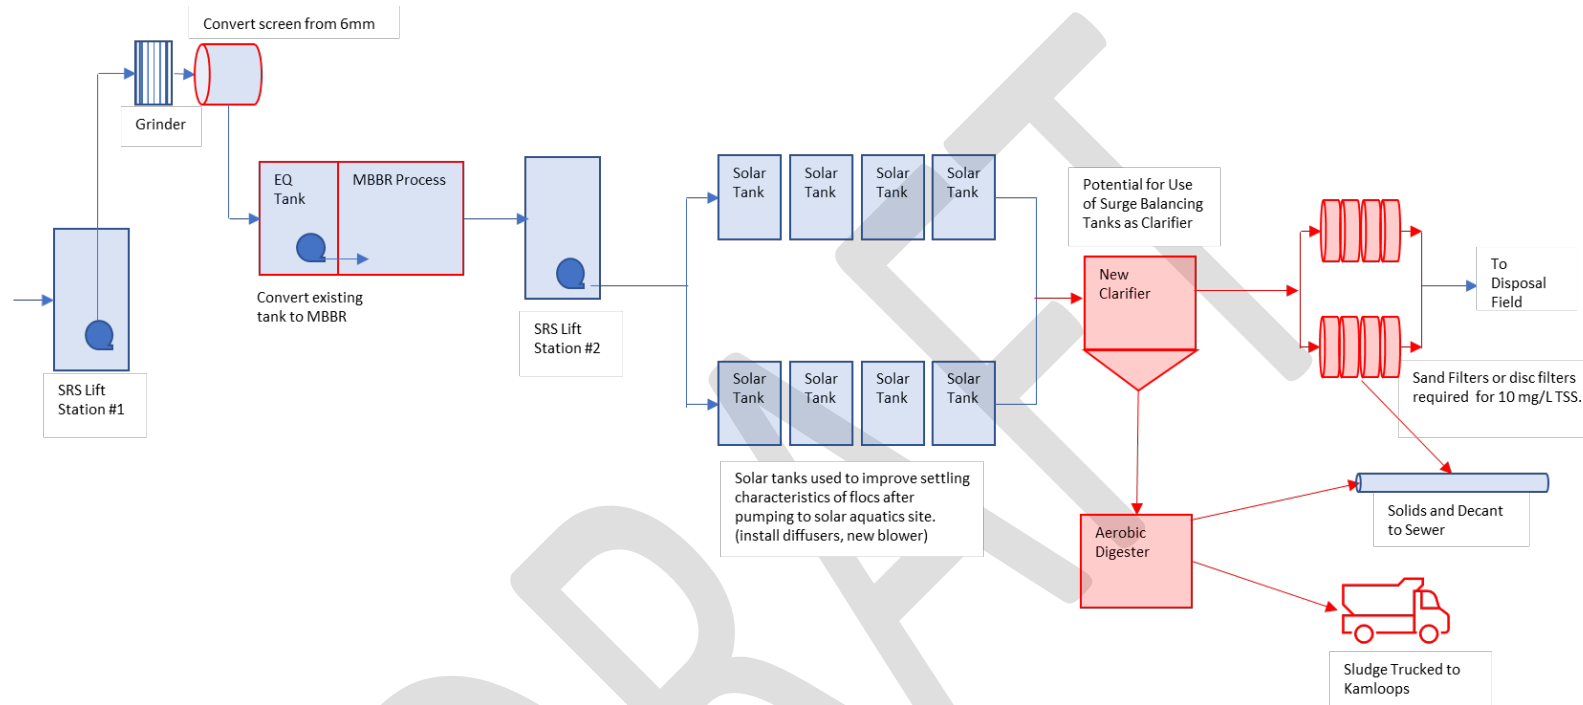 Convert screen from 6mm
Grinder
EQ
Tank
MBBR Process
Convert existing
tank to MBBR
SRS Lift
Station #1
SRS Lift
Station #2
Solar
Tank
Solar
Tank
Solar
Tank
Solar
Tank
Solar
Tank
Solar
Tank
Solar
Tank
Solar
Tank
Solar tanks used to improve settling
characteristics of flocs after
pumping to solar aquatics site.
(install diffusers, new blower)
Potential for Use
of Surge Balancing
Tanks as Clarifier
New
Clarifier
To
Disposal
Field
Sand Filters or disc filters
required for 10 mg/L TSS.
Aerobic
Digester
Solids and Decant
to Sewer
Sludge Trucked to
Kamloops
DRAFT